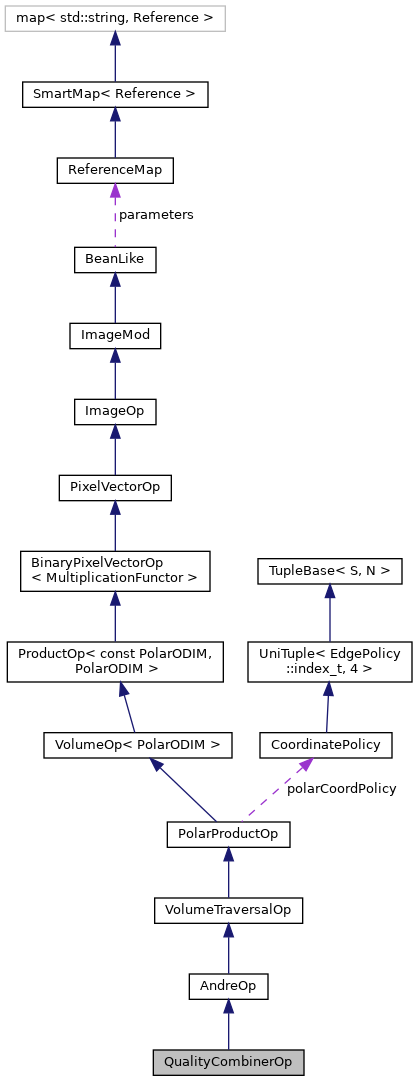 map< std::string, Reference >
SmartMap< Reference >
ReferenceMap
parameters
BeanLike
ImageMod
ImageOp
PixelVectorOp
BinaryPixelVectorOp
< MultiplicationFunctor >
TupleBase< S, N >
ProductOp< const PolarODIM,
PolarODIM >
UniTuple< EdgePolicy
::index_t, 4 >
VolumeOp< PolarODIM >
CoordinatePolicy
polarCoordPolicy
PolarProductOp
VolumeTraversalOp
AndreOp
QualityCombinerOp